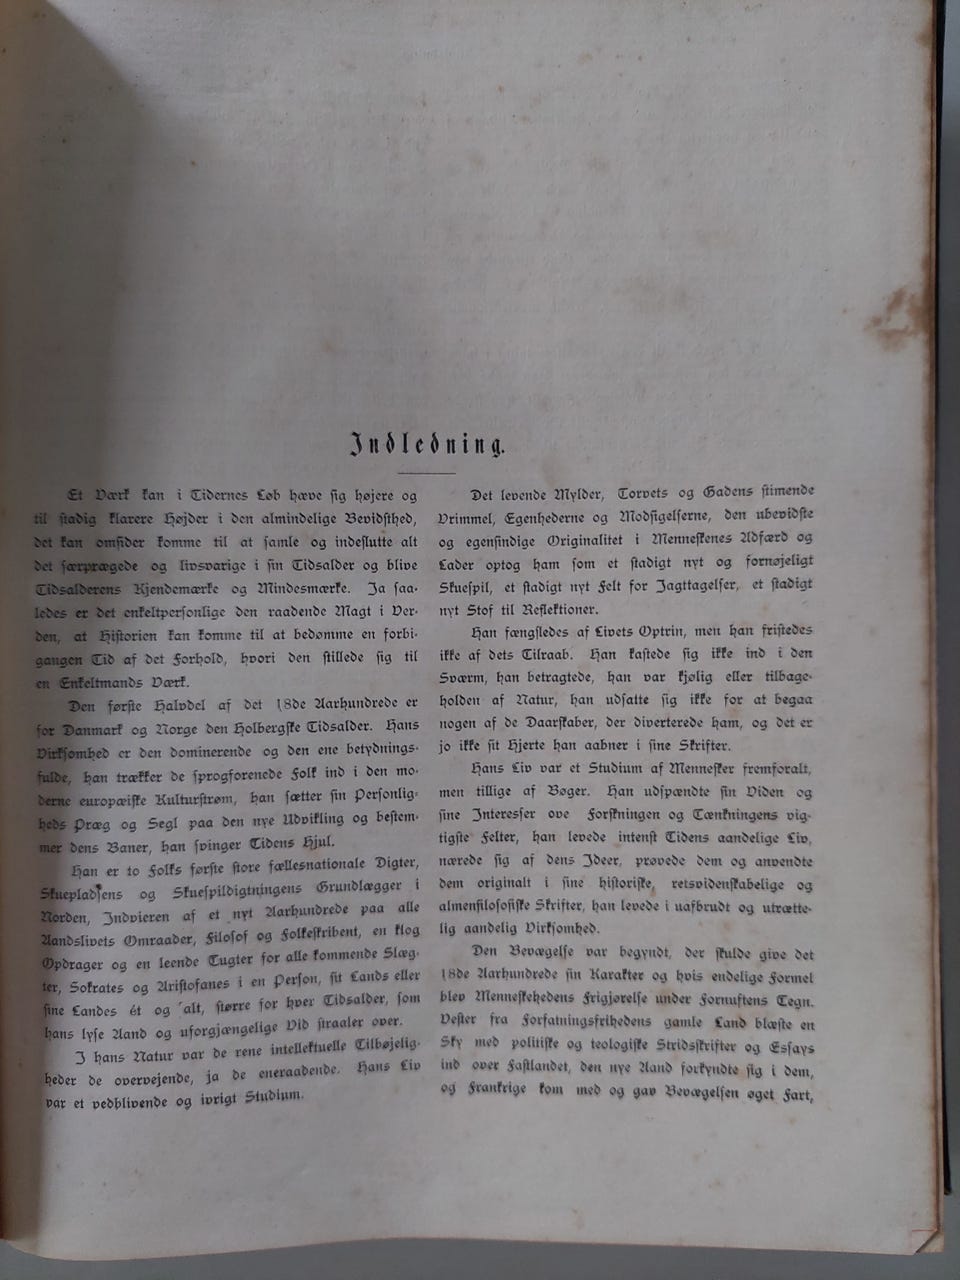 Indledning.
Et Værk kan i Tidernes Løb hæve sig højere og
til stadig klarere Højder i den almindelige Bevidsthed,
det kan omsider komme til at samle og indeslutte alt
det særprægede og livsvarige i sin Tidsalder og blive
Tidsalderens Kjendemærke og Mindesmærke. Ja saa-
ledes er det enkeltpersonlige den raadende Magt i Ver-
den, at Historien kan komme til at bedømme en forbi-
gangen Tid af det Forhold, hvori den stillede sig til
en Enkeltmands Værk.
Den første Halvdel af det 18de Aarhundrede er
for Danmark og Norge den Holbergske Tidsalder. Hans
Virksomhed er den dominerende og den ene betydnings-
fulde, han trækker de sprogforenede Folk ind i den mo-
derne europæiske Kulturstrøm, han sætter sin Personlig-
heds Præg og Segl paa den nye Udvikling og bestem-
mer dens Baner, han svinger Tidens Hjul.
Han er to Folks første store fællesnationale Digter,
Skuepladsens og Skuespildigtningens Grundlægger i
Norden, Indvieren af et nyt Aarhundrede paa alle
Aandslivets Omraader, Filosof og Folkeskribent, en klog
Opdrager og en leende Tugter for alle kommende Slæg-
ter, Sokrates og Aristofanes i en Person, sit Lands eller
sine Landes ét og alt, større for hver Tidsalder, som
hans lyse Aand og uforgjængelige Vid straaler over.
I hans Natur var de rene intellektuelle Tilbøjelig-
heder de overvejende, ja de eneraadende. Hans Liv
var et vedblivende og ivrigt Studium.
Det levende Mylder, Torvets og Gadens stimende
Vrimmel, Egenhederne og Modsigelserne, den ubevidste
og egensindige Originalitet i Menneskenes Adfærd og
Lader optog ham som et stadigt nyt og fornøjeligt
Skuespil, et stadigt nyt Felt for Jagttagelser, et stadigt
nyt Stof til Reflektioner.
Han fængsledes af Livets Optrin, men han fristedes
ikke af dets Tilraab. Han kastede sig ikke ind i den
Sværm, han betragtede, han var kjølig eller tilbage-
holden af Natur, han udsatte sig ikke for at begaa
nogen af de Daarskaber, der diverterede ham, og det er
jo ikke sit Hjerte han aabner i sine Skrifter.
Hans Liv var et Studium af Mennesker fremforalt,
men tillige af Bøger. Han udspændte sin Viden og
sine Interesser ove Forskningen og Tænkningens vig-
tigste Felter, han levede intenst Tidens aandelige Liv,
nærede sig af dens Ideer, prøvede dem og anvendte
dem originalt i sine historiske, retsvidenskabelige og
almenfilosofiske Skrifter, han levede i uafbrudt og utrætte-
lig aandelig Virksomhed.
Den Bevægelse var begyndt, der skulde give det
18de Aarhundrede sin Karakter og hvis endelige Formel
blev Menneskehedens Frigjørelse under Fornuftens Tegn.
Vester fra Forfatningsfrihedens gamle Land blæste en
Sky med politiske og teologiske Stridsskrifter og Essays
ind over Fastlandet, den nye Aand forkyndte sig i dem,
og Frankrige kom med og gav Bevægelsen øget Fart,